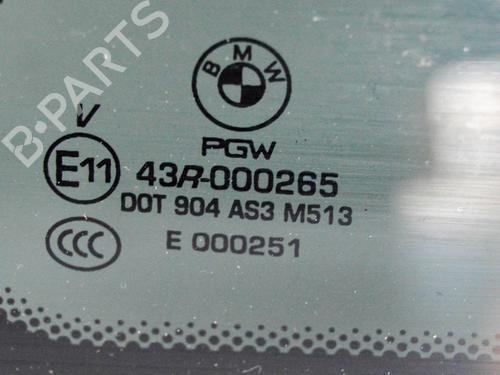 B-PARTS
BMW
PGW
V
E11 43R-000265
DOT 904 AS3 M513
CCC E 000251